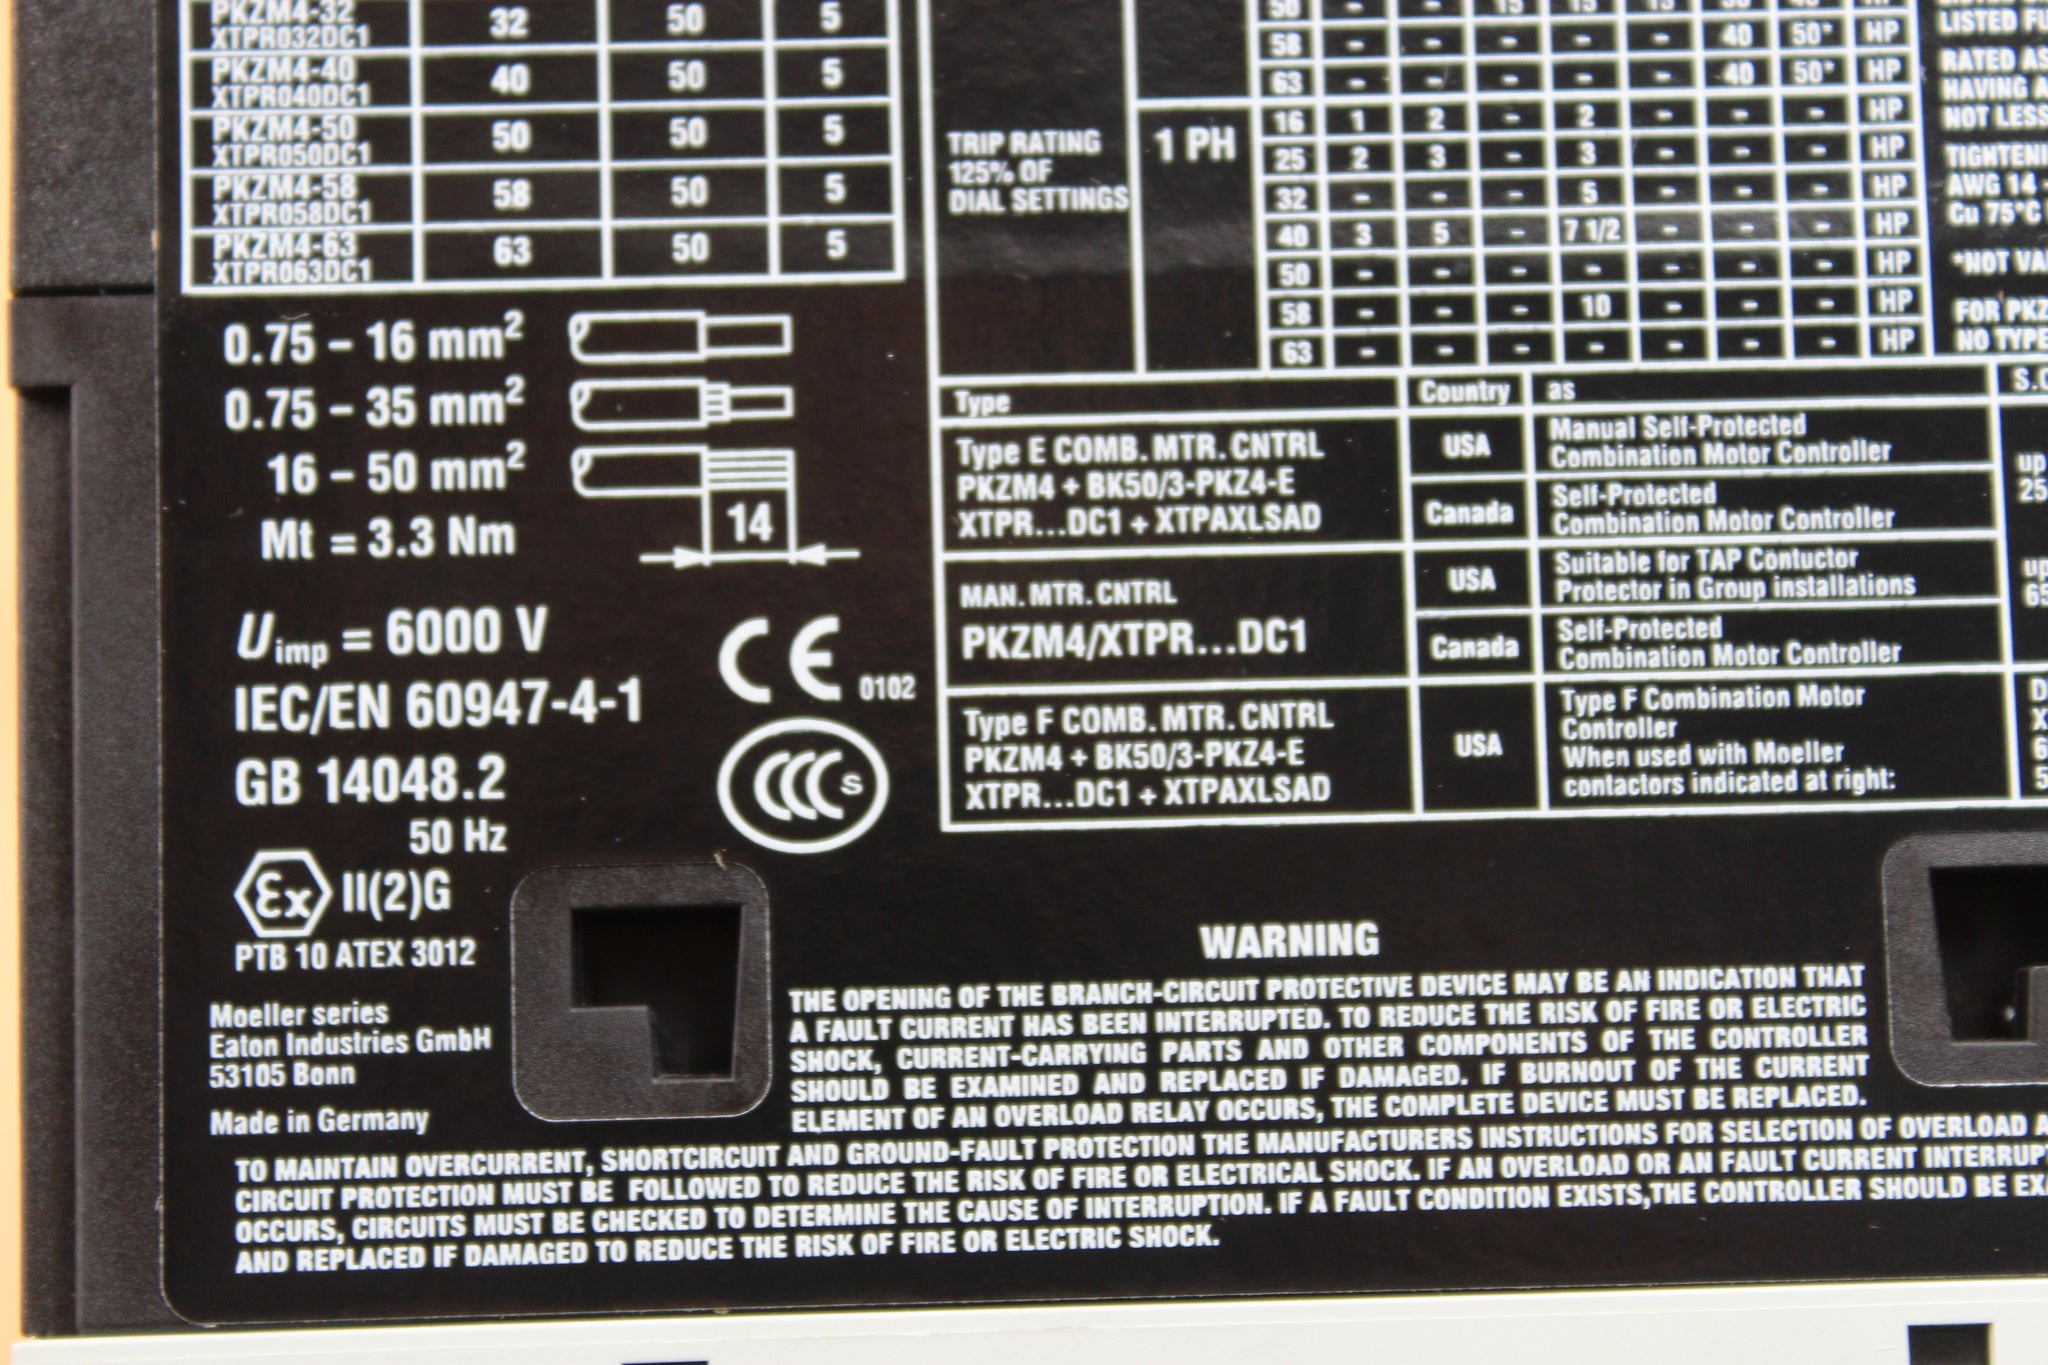 PKZM4-32 32 50 5
XTPR032DC1
PKZM4-40 40 50 5
XTPR040DC1
PKZM4-50 50 50 5
XTPR050DC1
PKZM4-58 58 50 5
XTPR058DC1
PKZM4-63 63 50 5
XTPR063DC1
0.75 – 16 mm²
0.75 – 35 mm²
16 – 50 mm²
14
Mt = 3.3 Nm
Uimp = 6000 V
IEC/EN 60947-4-1
GB 14048.2
50 Hz
CE 0102
CCC S
Ex II(2)G
PTB 10 ATEX 3012
Moeller series
Eaton Industries GmbH
53105 Bonn
Made in Germany
TRIP RATING
125% OF
DIAL SETTINGS
1 PH
50 - - 15 15 15 HP
58 - - - - - 40 50* HP
63 - - - - - 40 50* HP
16 1 2 - 2 - - - HP
25 2 3 - 3 - - - HP
32 - - - 5 - - - HP
40 3 5 - 7 1/2 - - - HP
50 - - - - - - - HP
58 - - - 10 - - - HP
63 - - - - - - - HP
LISTED
RATED AS
HAVING
NOT LESS
AWG 14
Cu 75°C
*NOT
FOR
NO TYPE
Type Country as
Type E COMB. MTR. CNTRL
PKZM4 + BK50/3-PKZ4-E
XTPR...DC1 + XTPAXLSAD
USA
Manual Self-Protected
Combination Motor Controller
Canada
Self-Protected
Combination Motor Controller
up
25
MAN. MTR. CNTRL
PKZM4/XTPR...DC1
USA
Suitable for TAP Contuctor
Protector in Group installations
Canada
Self-Protected
Combination Motor Controller
up
65
Type F COMB. MTR. CNTRL
PKZM4 + BK50/3-PKZ4-E
XTPR...DC1 + XTPAXLSAD
USA
Type F Combination Motor
Controller
When used with Moeller
contactors indicated at right:
WARNING
THE OPENING OF THE BRANCH-CIRCUIT PROTECTIVE DEVICE MAY BE AN INDICATION THAT
A FAULT CURRENT HAS BEEN INTERRUPTED. TO REDUCE THE RISK OF FIRE OR ELECTRIC
SHOCK, CURRENT-CARRYING PARTS AND OTHER COMPONENTS OF THE CONTROLLER
SHOULD BE EXAMINED AND REPLACED IF DAMAGED. IF BURNOUT OF THE CURRENT
ELEMENT OF AN OVERLOAD RELAY OCCURS, THE COMPLETE DEVICE MUST BE REPLACED.
TO MAINTAIN OVERCURRENT, SHORTCIRCUIT AND GROUND-FAULT PROTECTION THE MANUFACTURERS INSTRUCTIONS FOR SELECTION OF OVERLOAD
CIRCUIT PROTECTION MUST BE FOLLOWED TO REDUCE THE RISK OF FIRE OR ELECTRICAL SHOCK. IF AN OVERLOAD OR AN FAULT CURRENT INTERRUPT
OCCURS, CIRCUITS MUST BE CHECKED TO DETERMINE THE CAUSE OF INTERRUPTION. IF A FAULT CONDITION EXISTS,THE CONTROLLER SHOULD BE
AND REPLACED IF DAMAGED TO REDUCE THE RISK OF FIRE OR ELECTRIC SHOCK.